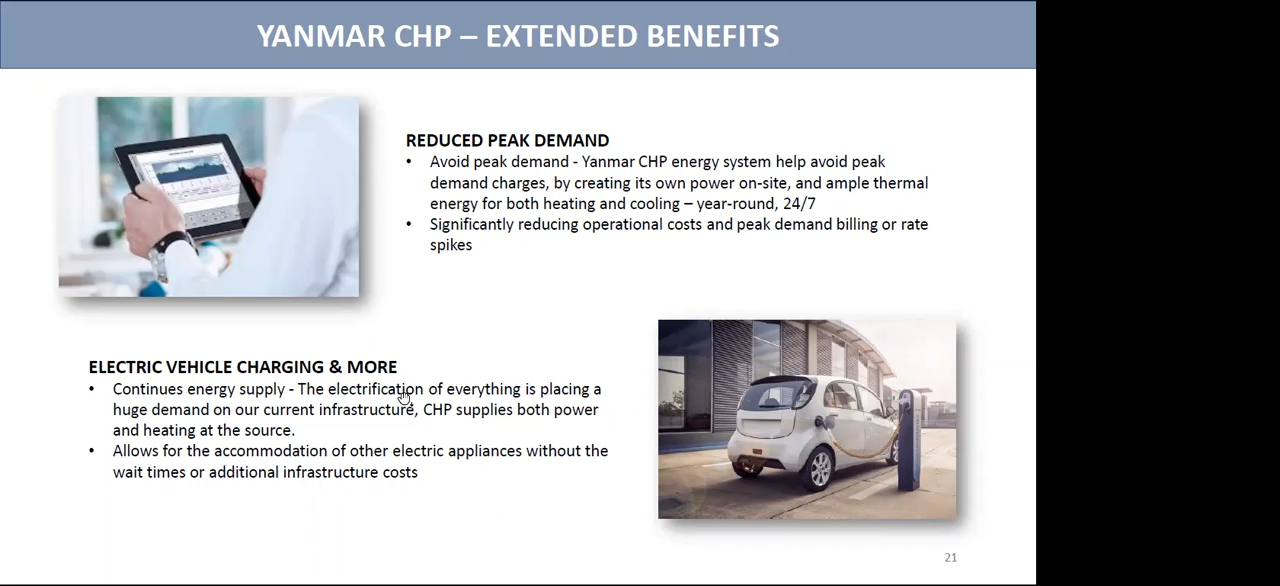 YANMAR CHP – EXTENDED BENEFITS
REDUCED PEAK DEMAND
• Avoid peak demand - Yanmar CHP energy system help avoid peak
demand charges, by creating its own power on-site, and ample thermal
energy for both heating and cooling – year-round, 24/7
• Significantly reducing operational costs and peak demand billing or rate
spikes
ELECTRIC VEHICLE CHARGING & MORE
• Continues energy supply - The electrification of everything is placing a
huge demand on our current infrastructure, CHP supplies both power
and heating at the source.
• Allows for the accommodation of other electric appliances without the
wait times or additional infrastructure costs
21